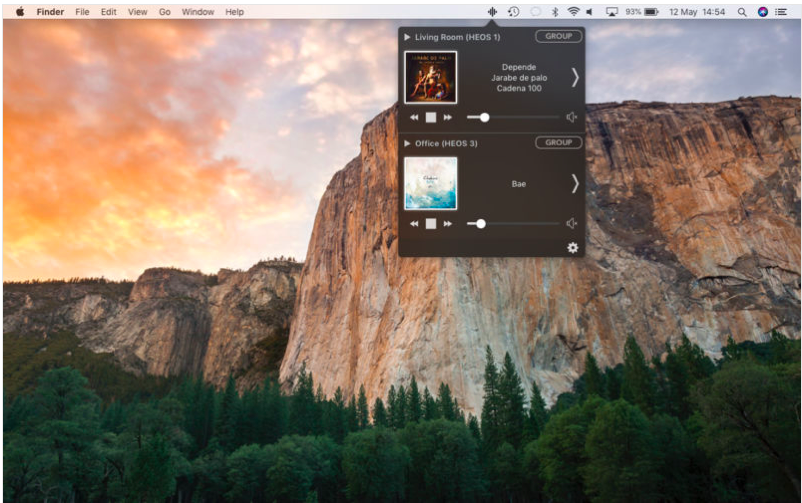 Finder File Edit View Go Window Help 93% 12 May 14:54
Living Room (HEOS 1) GROUP
JARABE DE PALO
Depende
Jarabe de palo
Cadena 100
Office (HEOS 3) GROUP
Bae